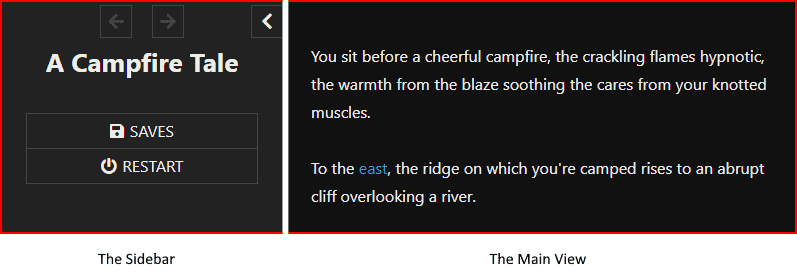 A Campfire Tale
SAVES
RESTART
You sit before a cheerful campfire, the crackling flames hypnotic,
the warmth from the blaze soothing the cares from your knotted
muscles.
To the east, the ridge on which you're camped rises to an abrupt
cliff overlooking a river.
The Sidebar
The Main View